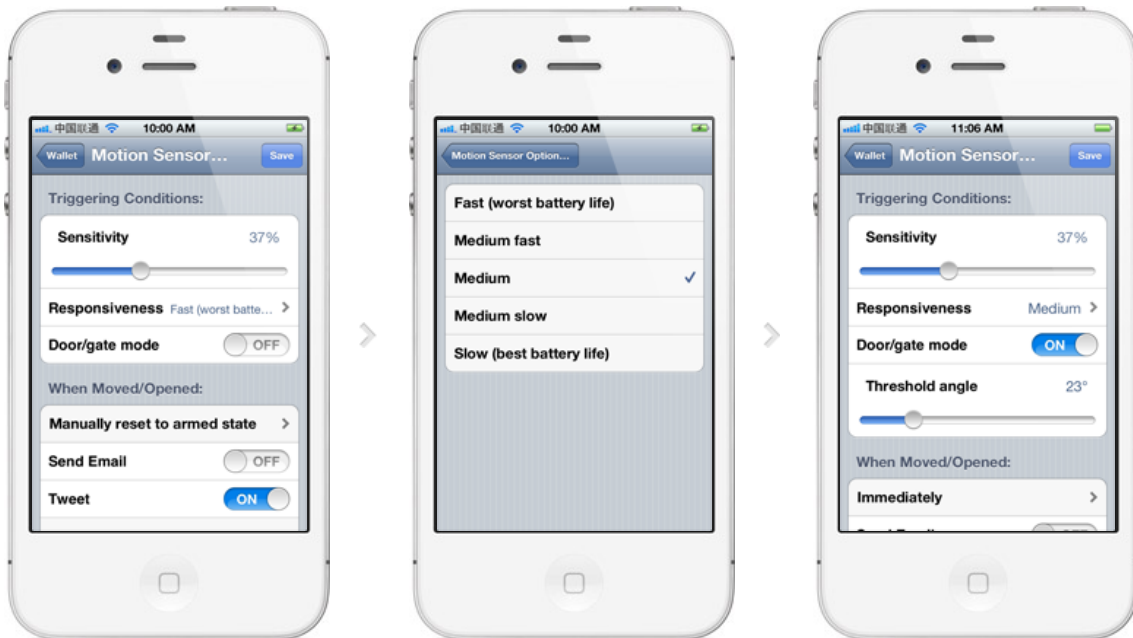 中国联通 10:00 AM
Wallet Motion Sensor... Save
Triggering Conditions:
Sensitivity 37%
Responsiveness Fast (worst batte... >
Door/gate mode OFF
When Moved/Opened:
Manually reset to armed state >
Send Email OFF
Tweet ON
中国联通 10:00 AM
Motion Sensor Option...
Fast (worst battery life)
Medium fast
Medium ✓
Medium slow
Slow (best battery life)
中国联通 11:06 AM
Wallet Motion Sensor... Save
Triggering Conditions:
Sensitivity 37%
Responsiveness Medium >
Door/gate mode ON
Threshold angle 23°
When Moved/Opened:
Immediately >